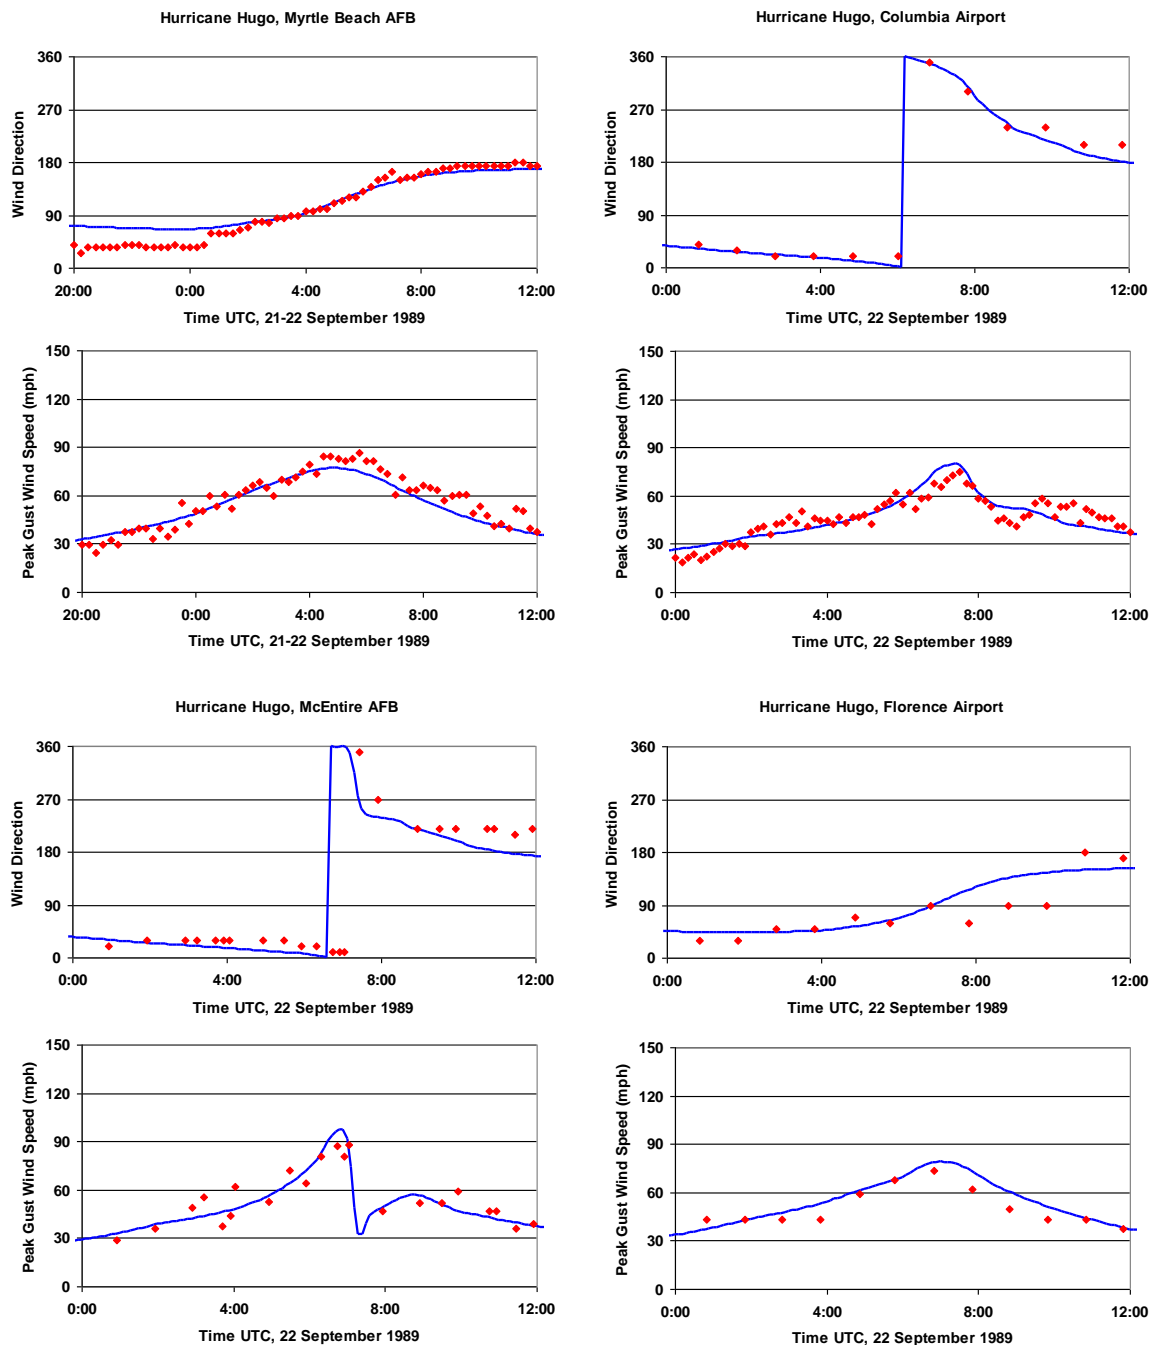 Hurricane Hugo, Myrtle Beach AFB
360
270
180
90
0
Wind Direction
20:00 0:00 4:00 8:00 12:00
Time UTC, 21-22 September 1989
150
120
90
60
30
0
Peak Gust Wind Speed (mph)
20:00 0:00 4:00 8:00 12:00
Time UTC, 21-22 September 1989
Hurricane Hugo, Columbia Airport
360
270
180
90
0
Wind Direction
0:00 4:00 8:00 12:00
Time UTC, 22 September 1989
150
120
90
60
30
0
Peak Gust Wind Speed (mph)
0:00 4:00 8:00 12:00
Time UTC, 22 September 1989
Hurricane Hugo, McEntire AFB
360
270
180
90
0
Wind Direction
0:00 4:00 8:00 12:00
Time UTC, 22 September 1989
150
120
90
60
30
0
Peak Gust Wind Speed (mph)
0:00 4:00 8:00 12:00
Time UTC, 22 September 1989
Hurricane Hugo, Florence Airport
360
270
180
90
0
Wind Direction
0:00 4:00 8:00 12:00
Time UTC, 22 September 1989
150
120
90
60
30
0
Peak Gust Wind Speed (mph)
0:00 4:00 8:00 12:00
Time UTC, 22 September 1989